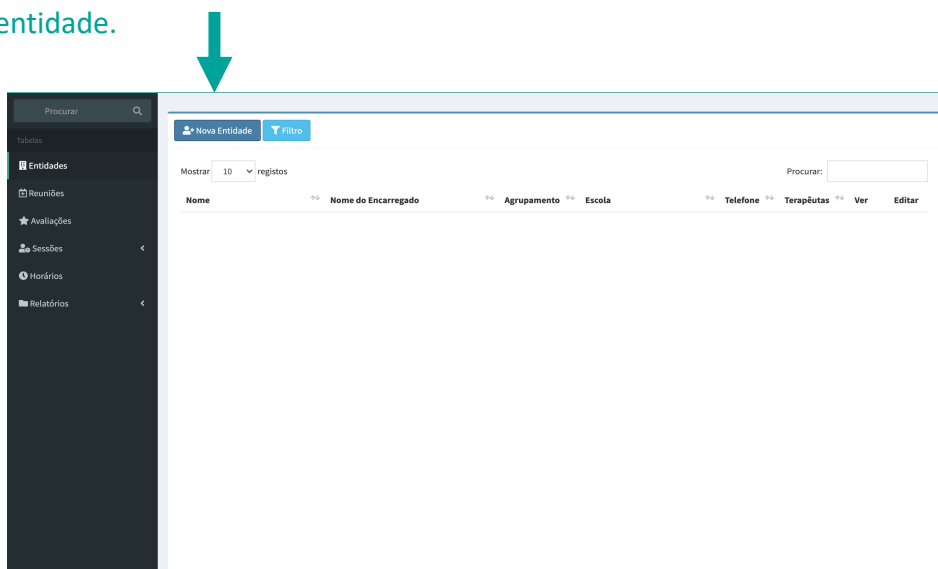 entidade.
Procurar
Tabelas
Entidades
Reuniões
Avaliações
Sessões
Horários
Relatórios
Nova Entidade Filtro
Mostrar 10 registos Procurar:
Nome Nome do Encarregado Agrupamento Escola Telefone Terapêutas Ver Editar